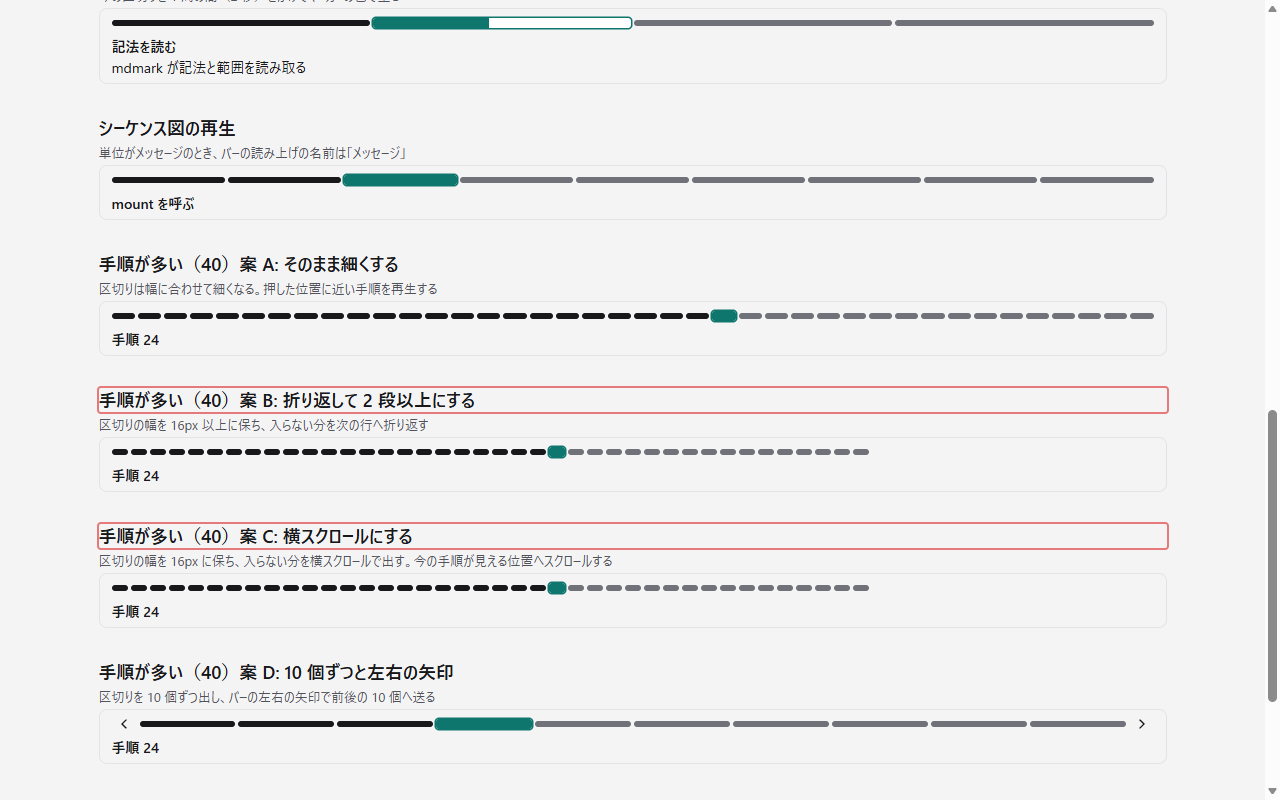 記法を読む
mdmark が記法と範囲を読み取る
シーケンス図の再生
単位がメッセージのとき、バーの読み上げの名前は「メッセージ」
mount を呼ぶ
手順が多い（40）案 A: そのまま細くする
区切りは幅に合わせて細くなる。押した位置に近い手順を再生する
手順 24
手順が多い（40）案 B: 折り返して 2 段以上にする
区切りの幅を 16px 以上に保ち、入らない分を次の行へ折り返す
手順 24
手順が多い（40）案 C: 横スクロールにする
区切りの幅を 16px に保ち、入らない分を横スクロールで出す。今の手順が見える位置へスクロールする
手順 24
手順が多い（40）案 D: 10 個ずつと左右の矢印
区切りを 10 個ずつ出し、バーの左右の矢印で前後の 10 個へ送る
手順 24